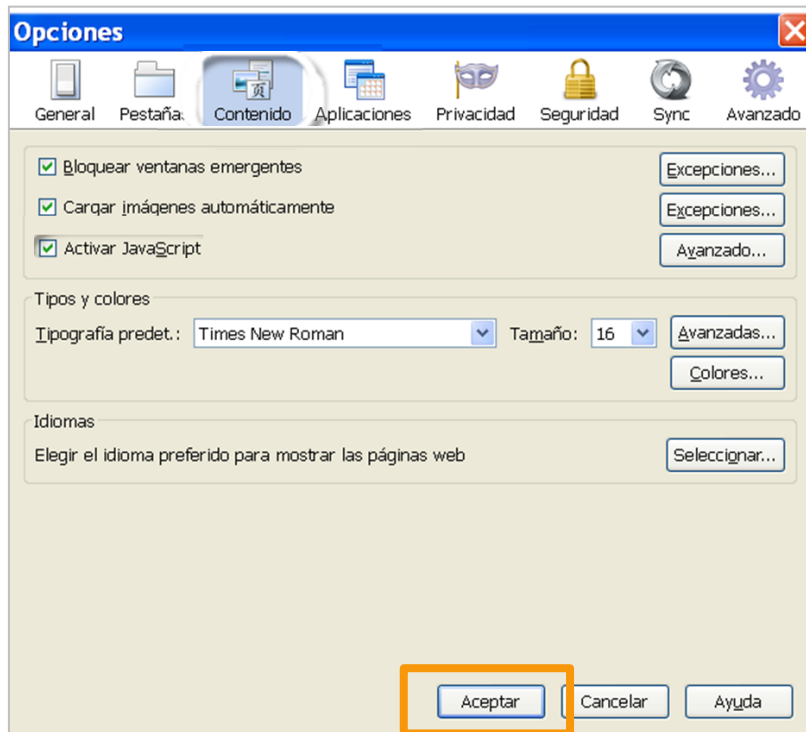 Opciones
General Pestaña Contenido Aplicaciones Privacidad Seguridad Sync Avanzado
Bloquear ventanas emergentes Excepciones...
Cargar imágenes automáticamente Excepciones...
Activar JavaScript Avanzado...
Tipos y colores
Tipografía predet.: Times New Roman Tamaño: 16 Avanzadas...
Colores...
Idiomas
Elegir el idioma preferido para mostrar las páginas web Seleccionar...
Aceptar Cancelar Ayuda